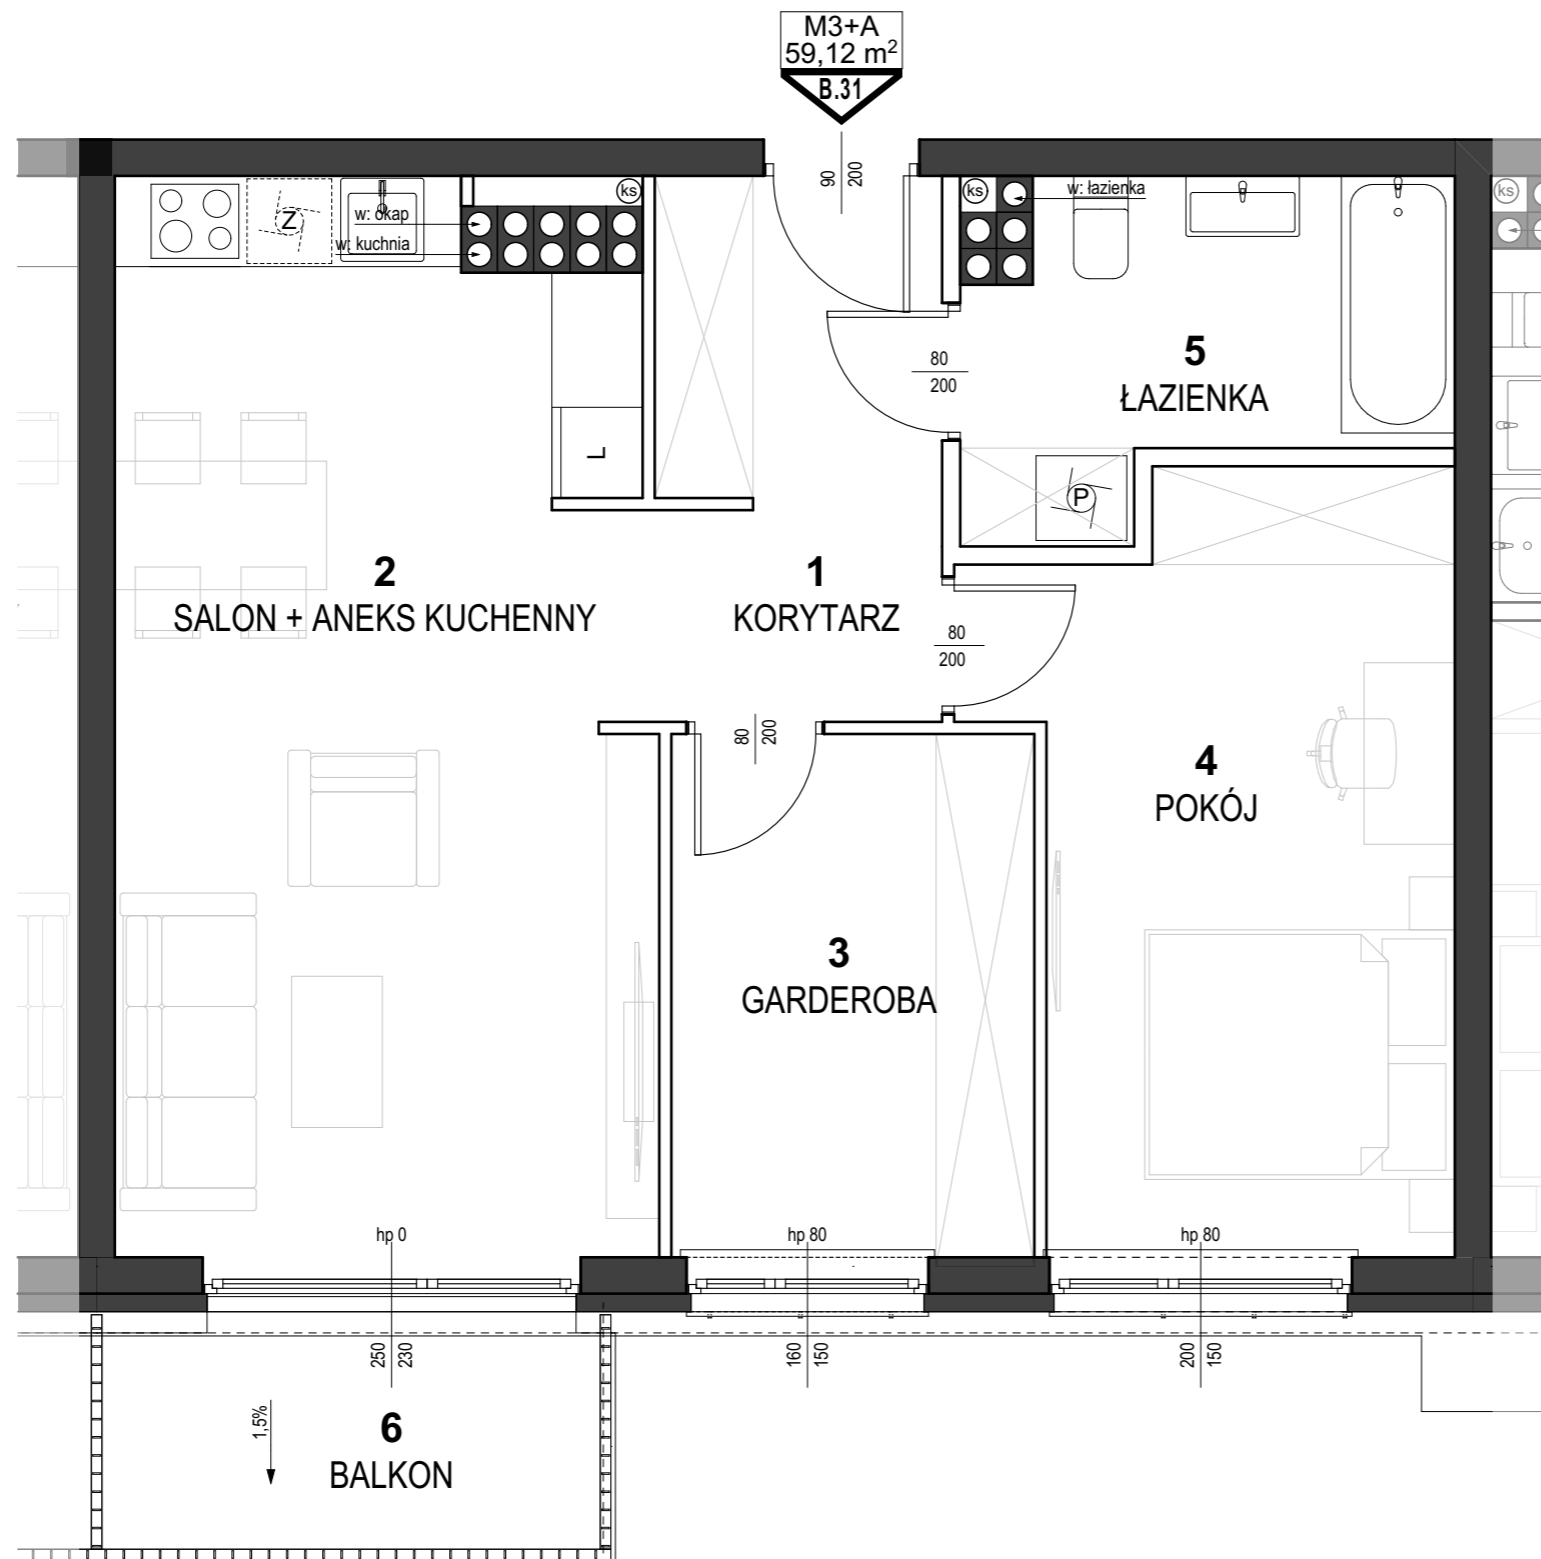 M3+A
59,12 m²
B.31
90
200
ks
ks
ks
w: okap
w: kuchnia
w: łazienka
Z
80
200
5
ŁAZIENKA
L
P
2
SALON + ANEKS KUCHENNY
1
KORYTARZ
80
200
80
200
4
POKÓJ
3
GARDEROBA
hp 0
hp 80
hp 80
250
230
160
150
200
150
1,5%
6
BALKON